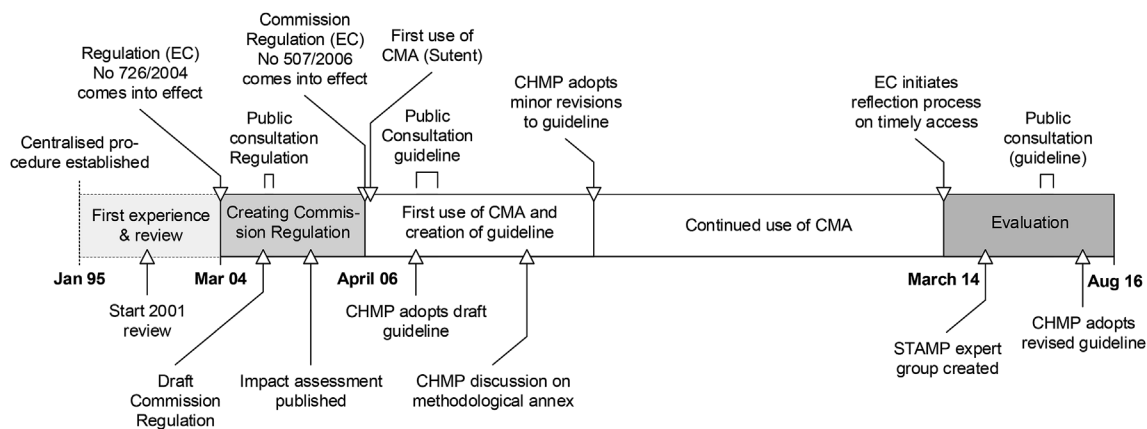 Centralised pro-
cedure established
Regulation (EC)
No 726/2004
comes into effect
Public
consultation
Regulation
Commission
Regulation (EC)
No 507/2006
comes into effect
First use of
CMA (Sutent)
Public
Consultation
guideline
CHMP adopts
minor revisions
to guideline
EC initiates
reflection process
on timely access
Public
consultation
(guideline)
First experience
& review
Creating Commis-
sion Regulation
First use of CMA and
creation of guideline
Continued use of CMA
Evaluation
Jan 95
Mar 04
April 06
March 14
Aug 16
Start 2001
review
Draft
Commission
Regulation
Impact assessment
published
CHMP adopts draft
guideline
CHMP discussion on
methodological annex
STAMP expert
group created
CHMP adopts
revised guideline